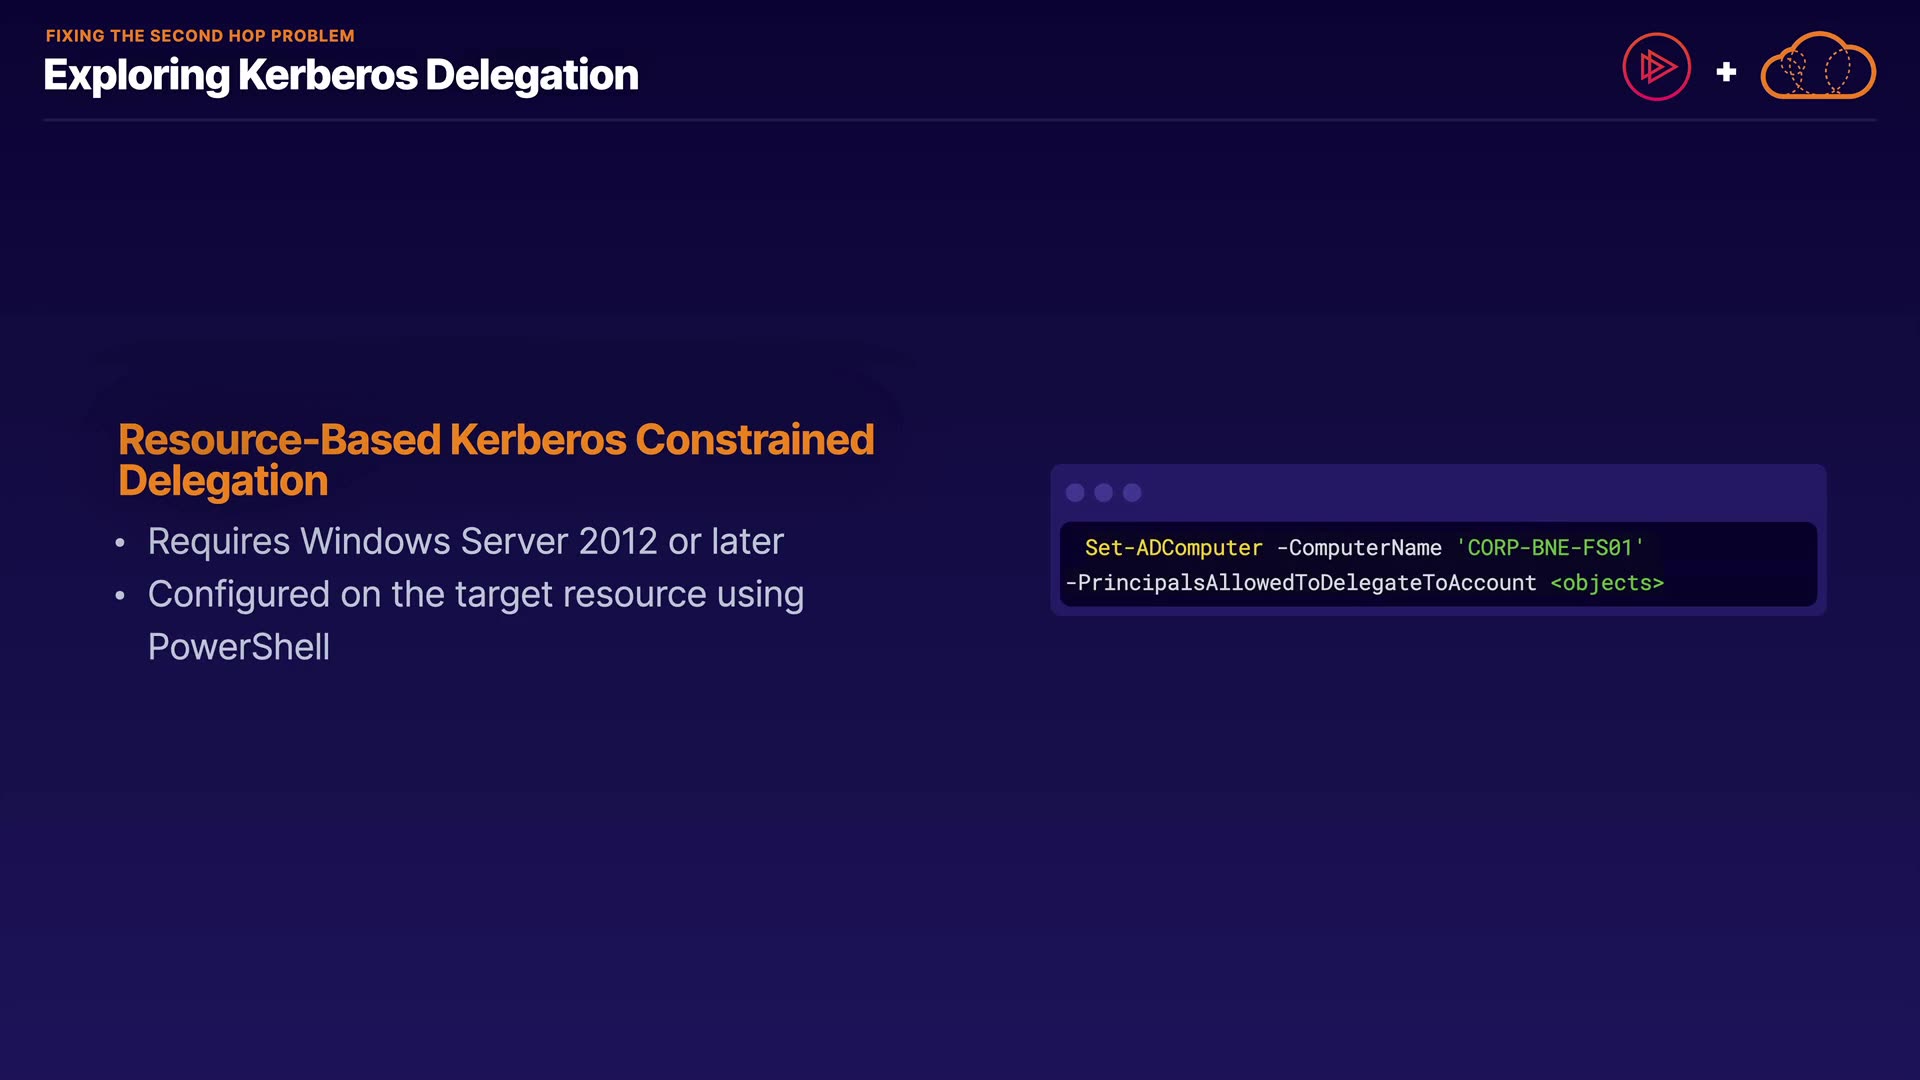 FIXING THE SECOND HOP PROBLEM
Exploring Kerberos Delegation
+
Resource-Based Kerberos Constrained
Delegation
• Requires Windows Server 2012 or later
• Configured on the target resource using
PowerShell
Set-ADComputer -ComputerName 'CORP-BNE-FS01'
-PrincipalsAllowedToDelegateToAccount <objects>